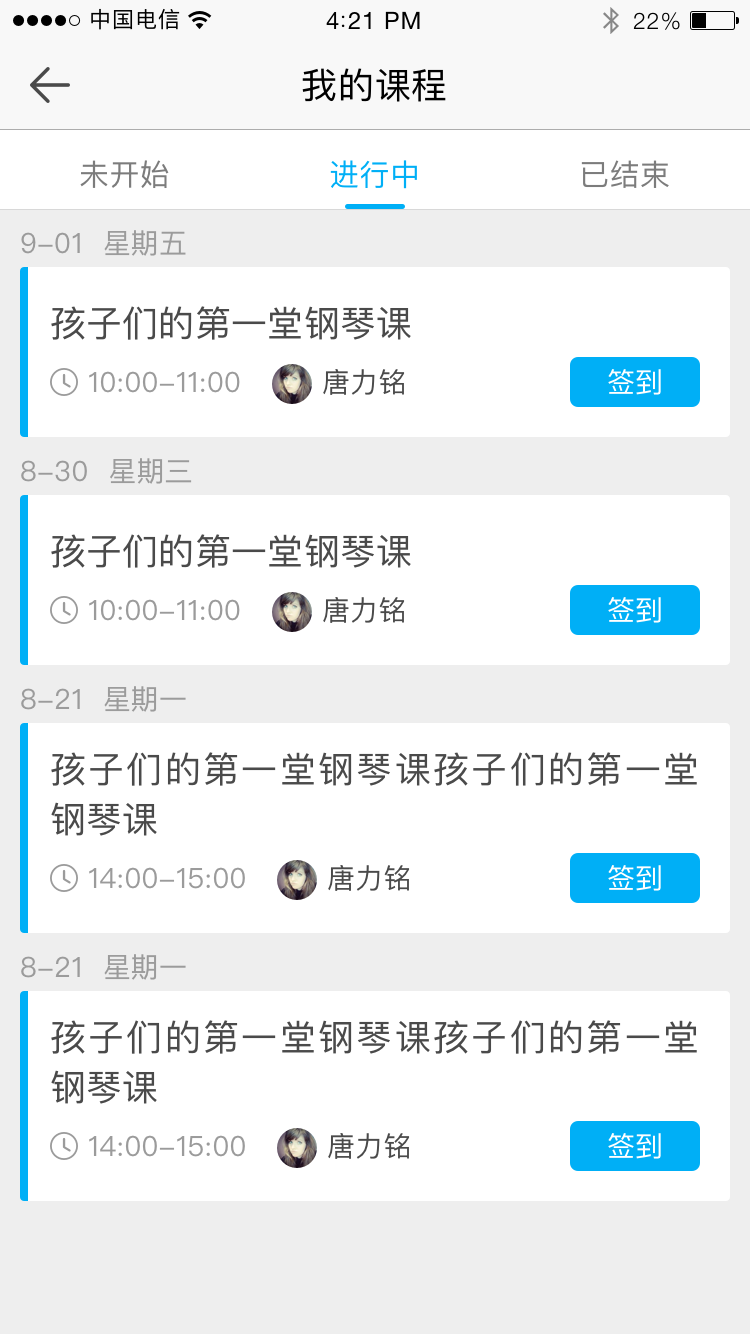 中国电信 4:21 PM 22%
我的课程
未开始 进行中 已结束
9-01 星期五
孩子们的第一堂钢琴课
10:00-11:00 唐力铭 签到
8-30 星期三
孩子们的第一堂钢琴课
10:00-11:00 唐力铭 签到
8-21 星期一
孩子们的第一堂钢琴课孩子们的第一堂
钢琴课
14:00-15:00 唐力铭 签到
8-21 星期一
孩子们的第一堂钢琴课孩子们的第一堂
钢琴课
14:00-15:00 唐力铭 签到